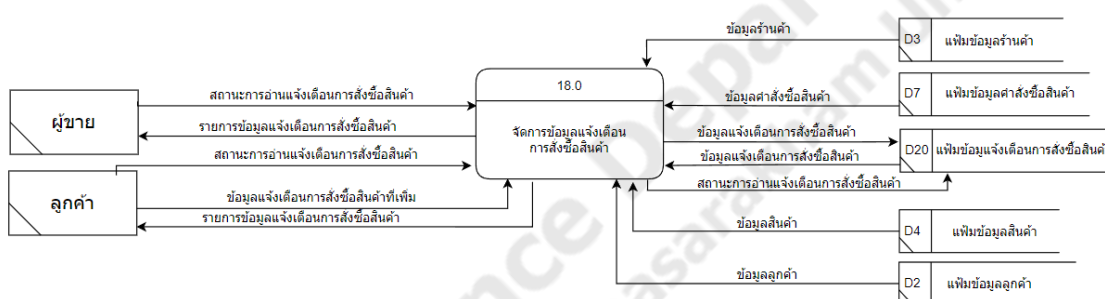 ข้อมูลร้านค้า
D3 แฟ้มข้อมูลร้านค้า
18.0
สถานะการอ่านแจ้งเตือนการสั่งซื้อสินค้า
ข้อมูลคำสั่งซื้อสินค้า
D7 แฟ้มข้อมูลคำสั่งซื้อสินค้า
ผู้ขาย
รายการข้อมูลแจ้งเตือนการสั่งซื้อสินค้า
จัดการข้อมูลแจ้งเตือน
การสั่งซื้อสินค้า
ข้อมูลแจ้งเตือนการสั่งซื้อสินค้า
D20 แฟ้มข้อมูแจ้งเตือนการสั่งซื้อสินค้
สถานะการอ่านแจ้งเตือนการสั่งซื้อสินค้า
ข้อมูลแจ้งเตือนการสั่งซื้อสินค้า
สถานะการอ่านแจ้งเตือนการสั่งซื้อสินค้า
ลูกค้า
ข้อมูลแจ้งเตือนการสั่งซื้อสินค้าที่เพิ่ม
รายการข้อมูลแจ้งเตือนการสั่งซื้อสินค้า
ข้อมูลสินค้า
D4 แฟ้มข้อมูลสินค้า
ข้อมูลลูกค้า
D2 แฟ้มข้อมูลลูกค้า